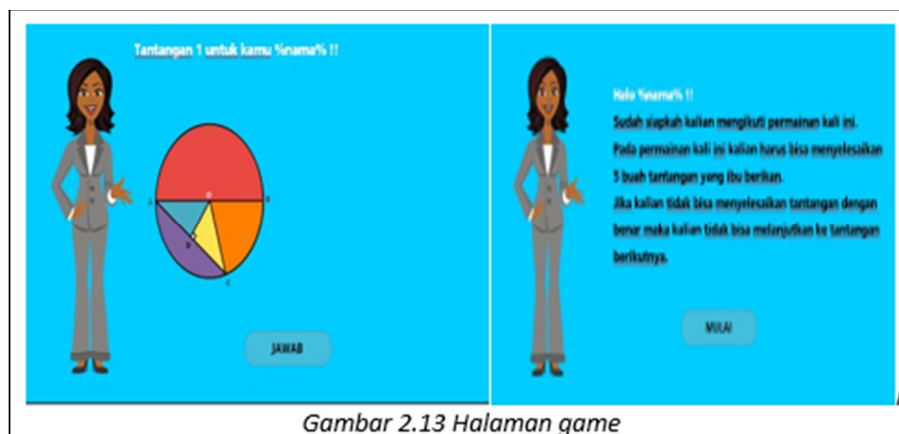 Tantangan 1 untuk kamu %nama% !!
O
A
B
D
C
JAWAB
Halo %nama% !!
Sudah siapkah kalian mengikuti permainan kali ini.
Pada permainan kali ini kalian harus bisa menyelesaikan
5 buah tantangan yang ibu berikan.
Jika kalian tidak bisa menyelesaikan tantangan dengan
benar maka kalian tidak bisa melanjutkan ke tantangan
berikutnya.
MULAI
Gambar 2.13 Halaman game